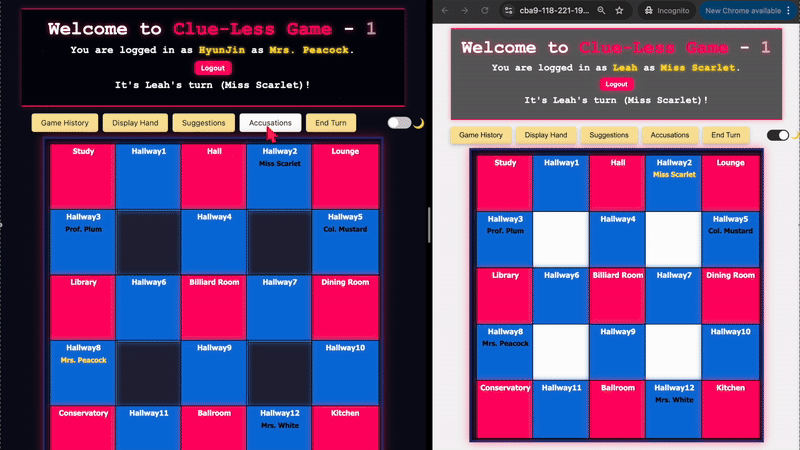 Welcome to Clue-Less Game - 1
You are logged in as HyunJin as Mrs. Peacock.
Logout
It's Leah's turn (Miss Scarlet)!
Game History Display Hand Suggestions Accusations End Turn
Study Hallway1 Hall Hallway2 Lounge
Miss Scarlet
Hallway3 Hallway4 Hallway5
Prof. Plum Col. Mustard
Library Hallway6 Billiard Room Hallway7 Dining Room
Hallway8 Hallway9 Hallway10
Mrs. Peacock
Conservatory Hallway11 Ballroom Hallway12 Kitchen
Mrs. White
cba9-118-221-19... Incognito New Chrome available
Welcome to Clue-Less Game - 1
You are logged in as Leah as Miss Scarlet.
Logout
It's Leah's turn (Miss Scarlet)!
Game History Display Hand Suggestions Accusations End Turn
Study Hallway1 Hall Hallway2 Lounge
Miss Scarlet
Hallway3 Hallway4 Hallway5
Prof. Plum Col. Mustard
Library Hallway6 Billiard Room Hallway7 Dining Room
Hallway8 Hallway9 Hallway10
Mrs. Peacock
Conservatory Hallway11 Ballroom Hallway12 Kitchen
Mrs. White